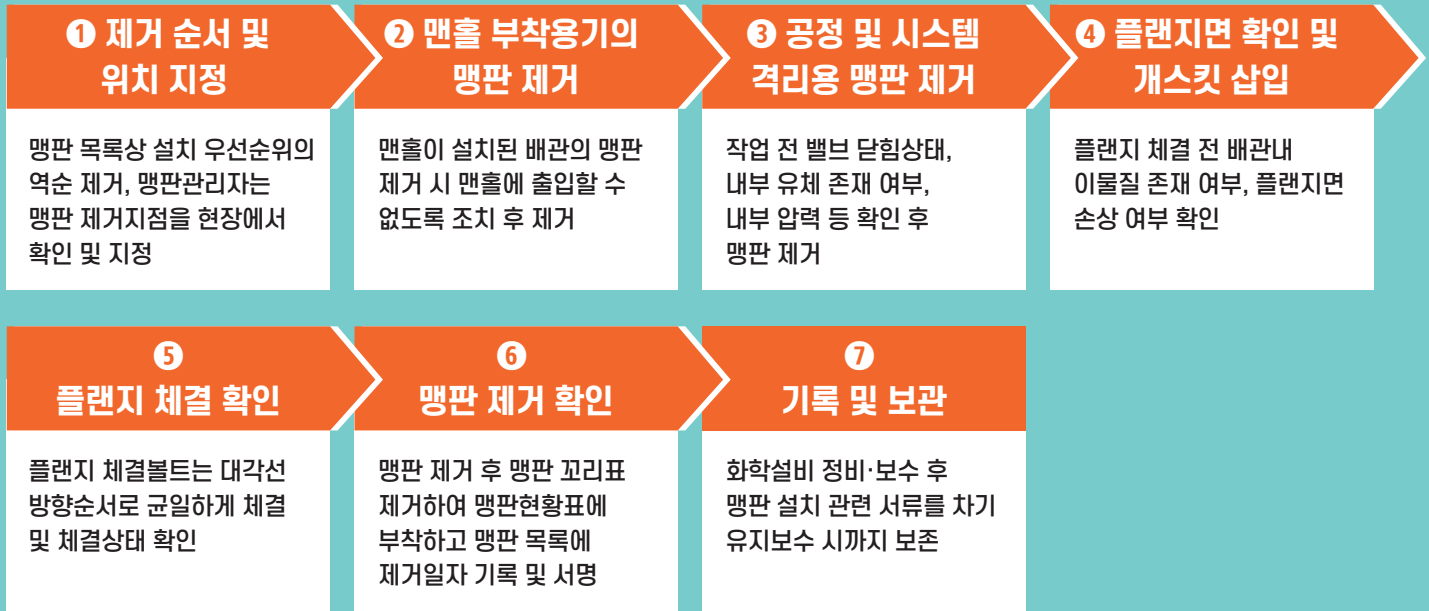 ❶ 제거 순서 및
위치 지정
맹판 목록상 설치 우선순위의
역순 제거, 맹판관리자는
맹판 제거지점을 현장에서
확인 및 지정
❷ 맨홀 부착용기의
맹판 제거
맨홀이 설치된 배관의 맹판
제거 시 맨홀에 출입할 수
없도록 조치 후 제거
❸ 공정 및 시스템
격리용 맹판 제거
작업 전 밸브 닫힘상태,
내부 유체 존재 여부,
내부 압력 등 확인 후
맹판 제거
❹ 플랜지면 확인 및
개스킷 삽입
플랜지 체결 전 배관내
이물질 존재 여부, 플랜지면
손상 여부 확인
❺
플랜지 체결 확인
플랜지 체결볼트는 대각선
방향순서로 균일하게 체결
및 체결상태 확인
❻
맹판 제거 확인
맹판 제거 후 맹판 꼬리표
제거하여 맹판현황표에
부착하고 맹판 목록에
제거일자 기록 및 서명
❼
기록 및 보관
화학설비 정비·보수 후
맹판 설치 관련 서류를 차기
유지보수 시까지 보존